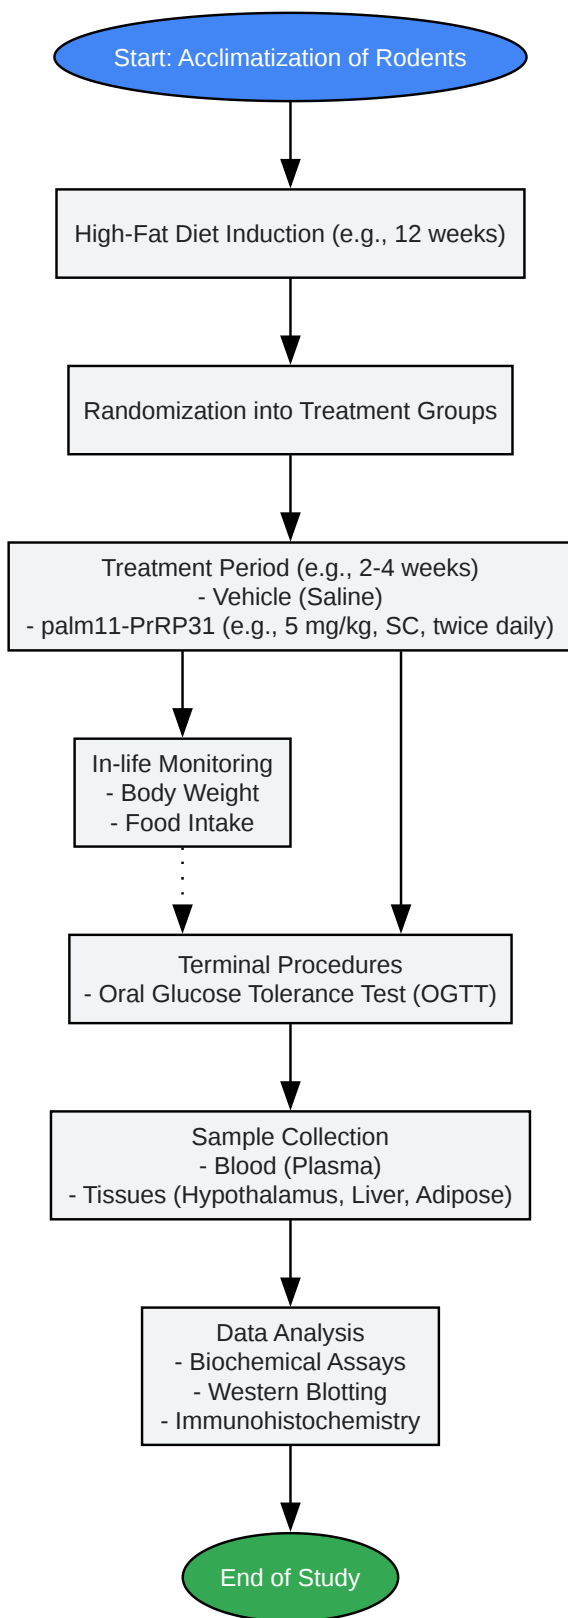 Start: Acclimatization of Rodents
High-Fat Diet Induction (e.g., 12 weeks)
Randomization into Treatment Groups
Treatment Period (e.g., 2-4 weeks)
- Vehicle (Saline)
- palm11-PrRP31 (e.g., 5 mg/kg, SC, twice daily)
In-life Monitoring
- Body Weight
- Food Intake
Terminal Procedures
- Oral Glucose Tolerance Test (OGTT)
Sample Collection
- Blood (Plasma)
- Tissues (Hypothalamus, Liver, Adipose)
Data Analysis
- Biochemical Assays
- Western Blotting
- Immunohistochemistry
End of Study